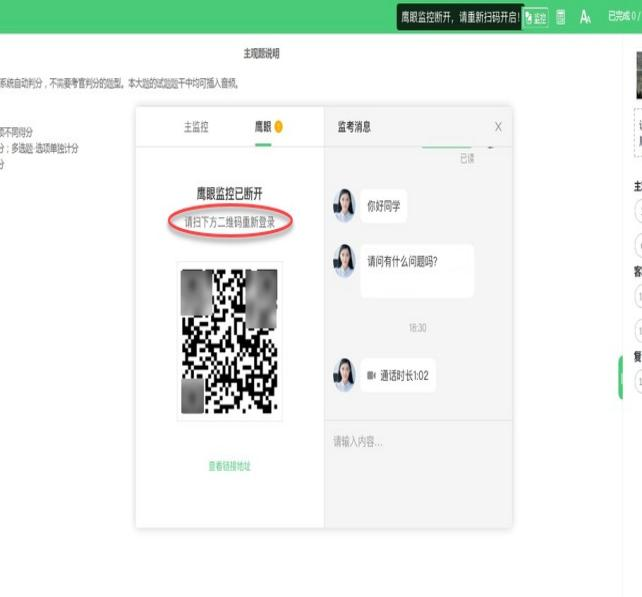 鹰眼监控断开，请重新扫码开启!
监控
已完成 0 /
主观题说明
系统自动判分，不需要考官判分的题型。本大题的试题题干中均可插入音频。
项不同得分
分；多选题-选项单独计分
分
主监控
鹰眼
监考消息
X
已读
鹰眼监控已断开
请扫下方二维码重新登录
你好同学
请问有什么问题吗?
18:30
通话时长1:02
请输入内容...
查看链接地址
主
客
复